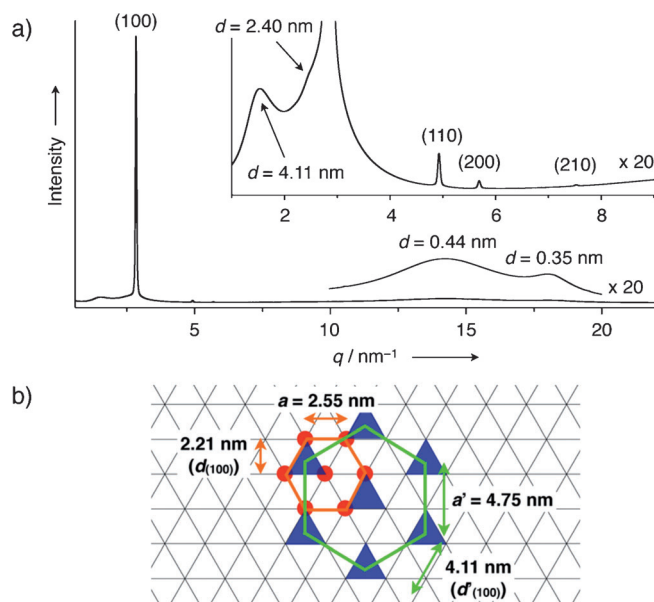 a)
(100)
d = 2.40 nm
d = 4.11 nm
(110)
(200)
(210)
x 20
2
4
6
8
Intensity
d = 0.44 nm
d = 0.35 nm
x 20
5
10
15
20
q / nm⁻¹
b)
a = 2.55 nm
2.21 nm
(d(100))
a' = 4.75 nm
4.11 nm
(d'(100))